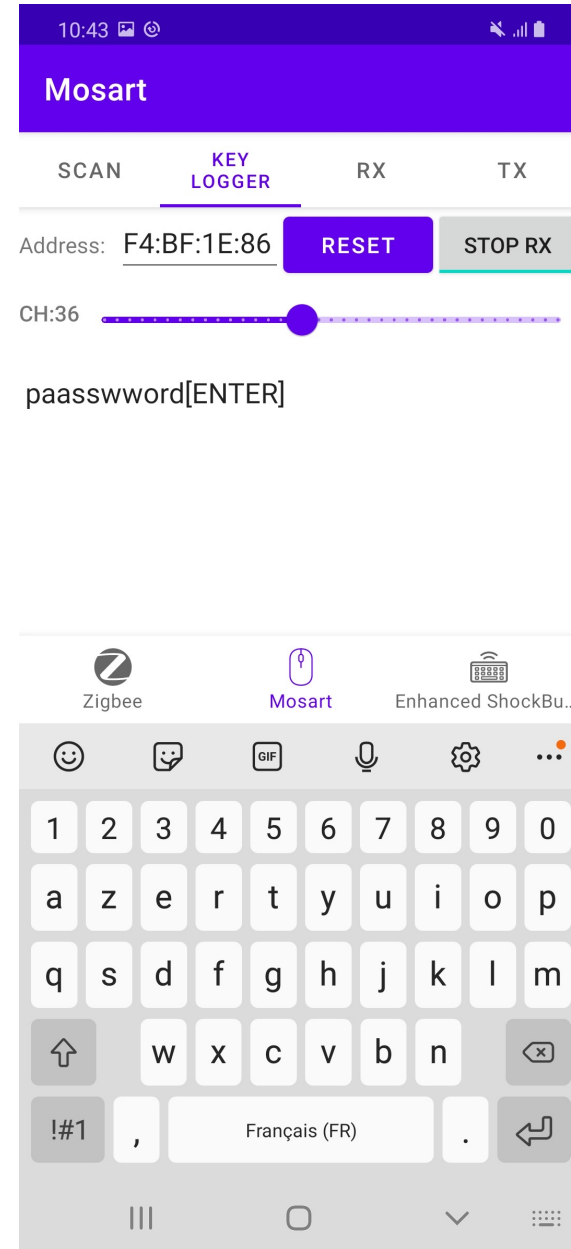 10:43
Mosart
SCAN KEY LOGGER RX TX
Address: F4:BF:1E:86 RESET STOP RX
CH:36
paasswword[ENTER]
Zigbee Mosart Enhanced ShockBu..
GIF
1 2 3 4 5 6 7 8 9 0
a z e r t y u i o p
q s d f g h j k l m
w x c v b n
!#1 , Français (FR) .